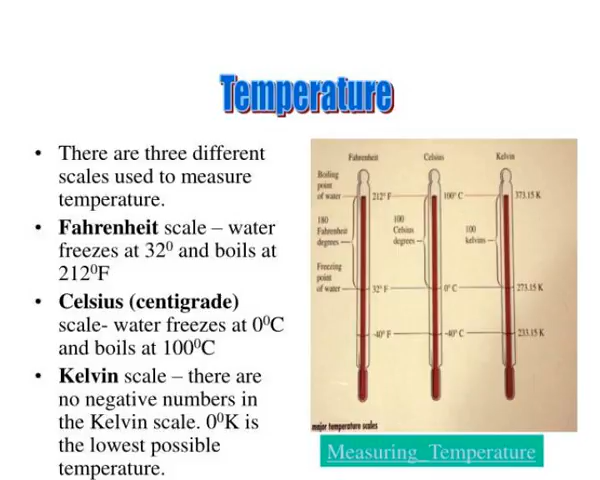 Temperature
• There are three different
scales used to measure
temperature.
• Fahrenheit scale – water
freezes at 32⁰ and boils at
212⁰F
• Celsius (centigrade)
scale- water freezes at 0⁰C
and boils at 100⁰C
• Kelvin scale – there are
no negative numbers in
the Kelvin scale. 0⁰K is
the lowest possible
temperature.
Fahrenheit Celsius Kelvin
Boiling
point
of water 212° F 100° C 373.15 K
180 100
Fahrenheit Celsius 100
degrees degrees kelvins
Freezing
point
of water 32° F 0° C 273.15 K
-40° F -40° C 233.15 K
major temperature scales
Measuring_Temperature